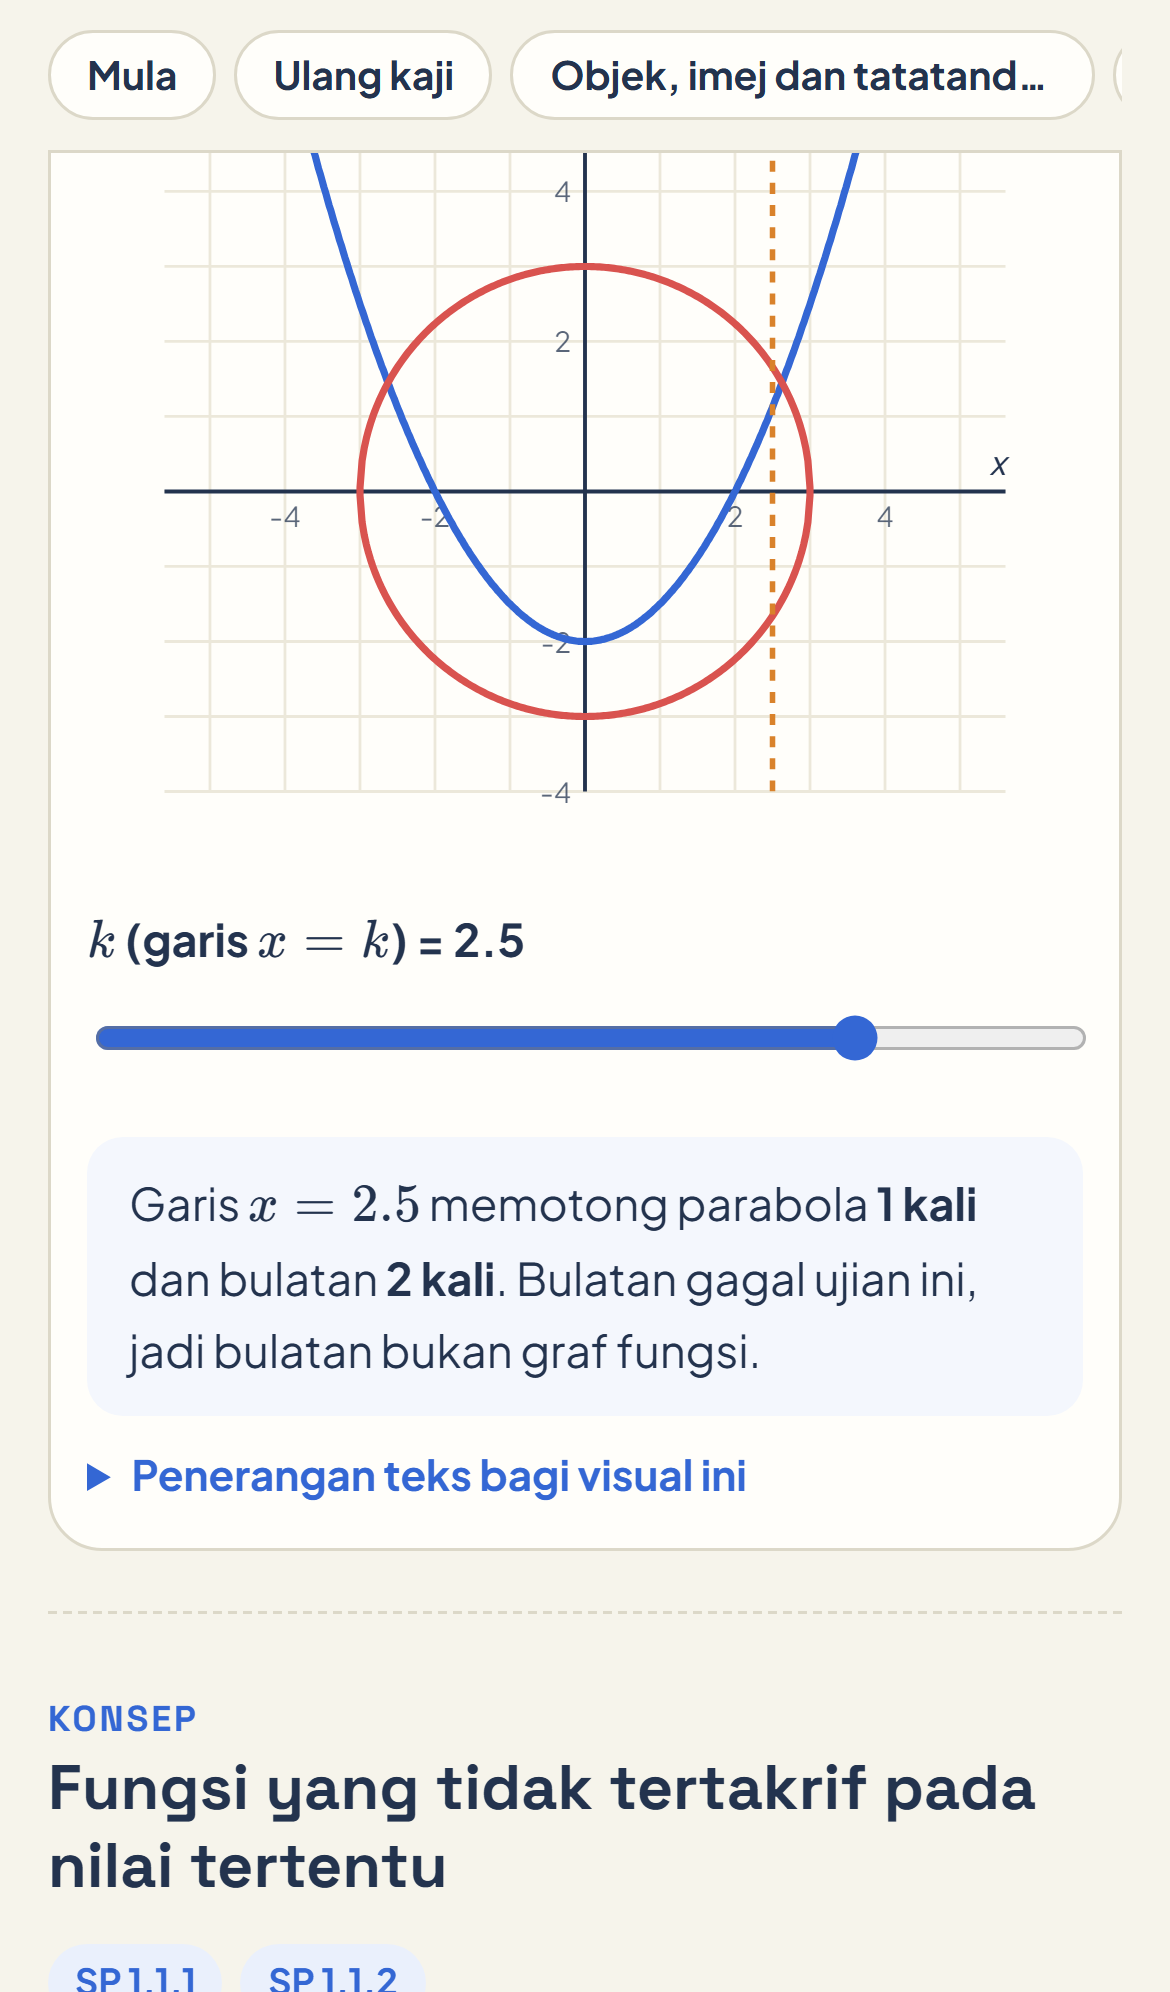 Mula
Ulang kaji
Objek, imej dan tatatand...
4
2
x
-4
-2
2
4
-2
-4
k (garis x = k) = 2.5
Garis x = 2.5 memotong parabola 1 kali
dan bulatan 2 kali. Bulatan gagal ujian ini,
jadi bulatan bukan graf fungsi.
Penerangan teks bagi visual ini
KONSEP
Fungsi yang tidak tertakrif pada
nilai tertentu
SP 1.1.1
SP 1.1.2